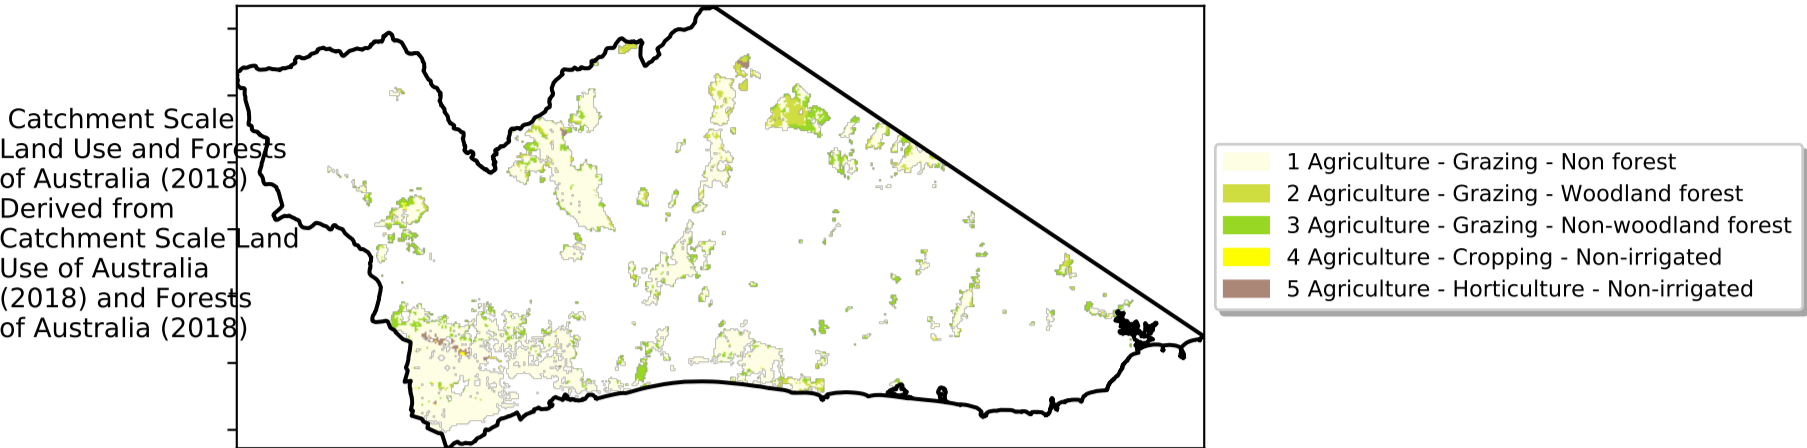 Catchment Scale
Land Use and Forests
of Australia (2018)
Derived from
Catchment Scale Land
Use of Australia
(2018) and Forests
of Australia (2018)
1 Agriculture - Grazing - Non forest
2 Agriculture - Grazing - Woodland forest
3 Agriculture - Grazing - Non-woodland forest
4 Agriculture - Cropping - Non-irrigated
5 Agriculture - Horticulture - Non-irrigated